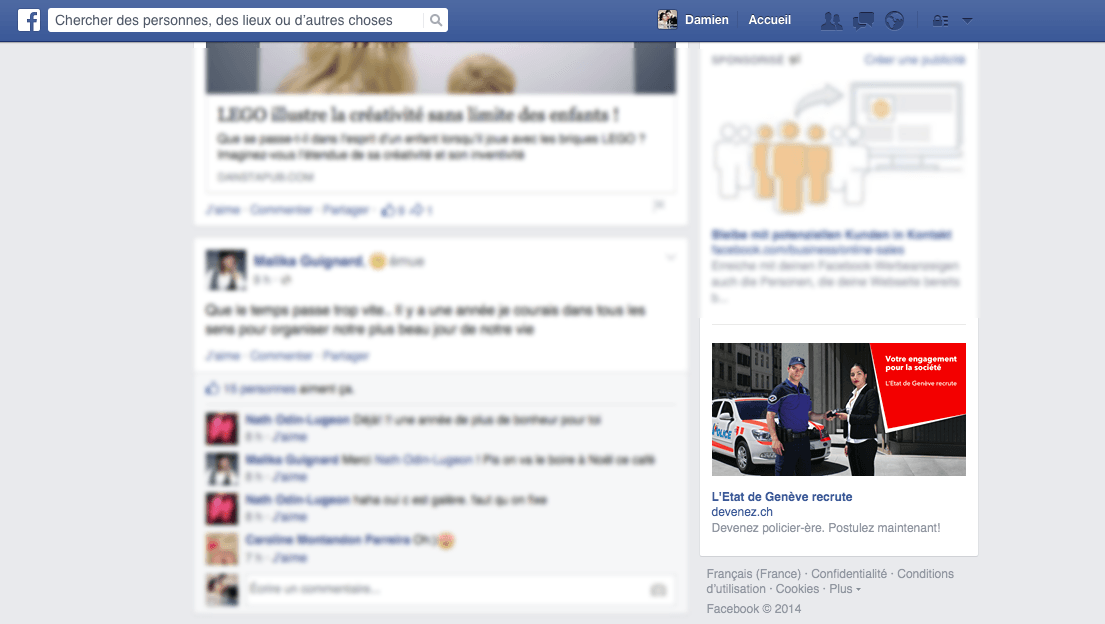 f
Chercher des personnes, des lieux ou d'autres choses
Damien
Accueil
SPONSORISÉ
Créer une publicité
LEGO illustre la créativité sans limite des enfants !
Que se passe-t-il dans l'esprit d'un enfant lorsqu'il joue avec les briques LEGO ?
Imaginez-vous l'étendue de sa créativité et son inventivité
DANSTAPUB.COM
J'aime · Commenter · Partager ·
Malika Guignard, émue
8 h ·
Que le temps passe trop vite.. Il y a une année je courais dans tous les
sens pour organiser notre plus beau jour de notre vie
J'aime · Commenter · Partager
15 personnes aiment ça.
Nath Odin-Lugeon Déjà! !! une année de plus de bonheur pour toi
8 h · J'aime
Malika Guignard Merci Nath Odin-Lugeon ! Pis on va le boire à Noël ce café
8 h · J'aime
Nath Odin-Lugeon haha oui c est galère. faut qu on fixe
8 h · J'aime
Caroline Montandon Parreira Oh:)
7 h · J'aime
Écrire un commentaire...
Bleibe mit potenziellen Kunden in Kontakt
facebook.com/business/online-sales
Erreiche mit deinen Facebook-Werbeanzeigen
auch die Personen, die deine Webseite bereits
b...
Votre engagement
pour la société
L'Etat de Genève recrute
POLICE
L'Etat de Genève recrute
devenez.ch
Devenez policier-ère. Postulez maintenant!
Français (France) · Confidentialité · Conditions
d'utilisation · Cookies · Plus
Facebook © 2014